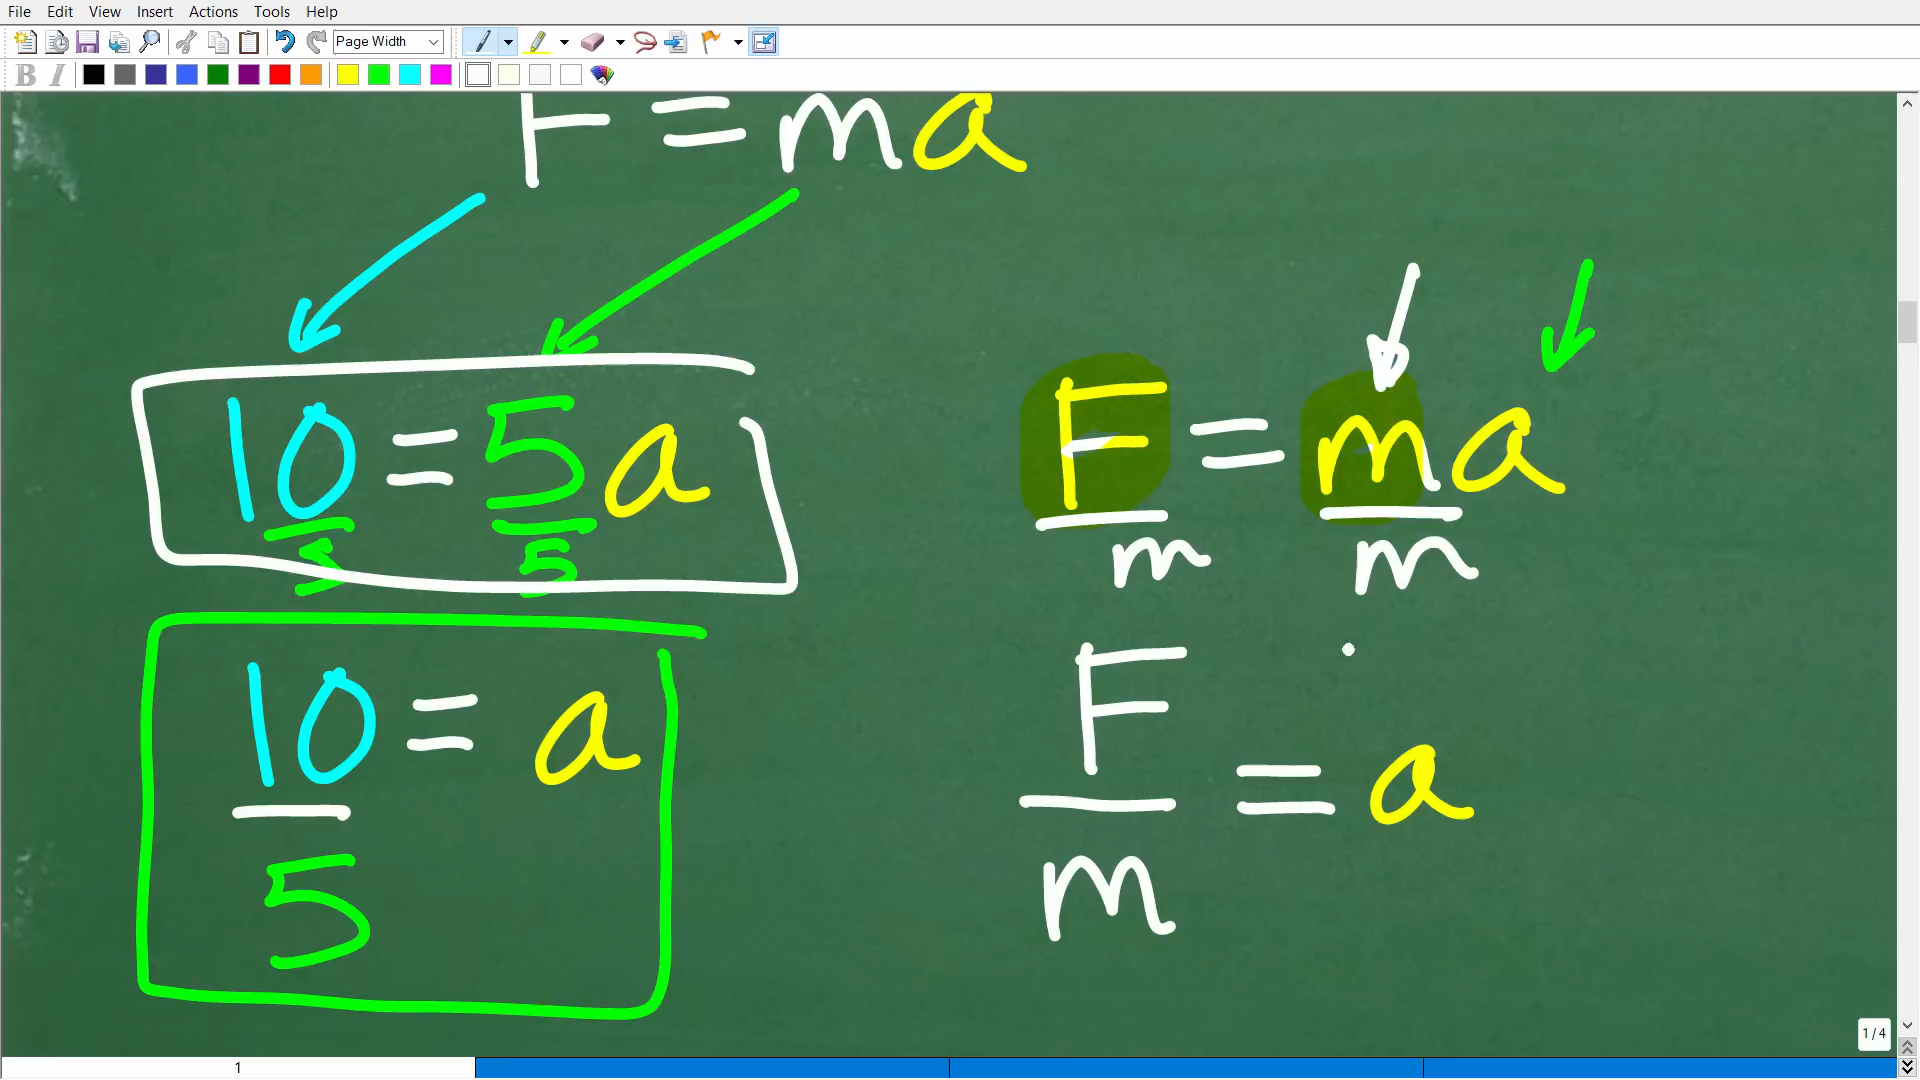 File Edit View Insert Actions Tools Help
Page Width
B I
F = ma
10 = 5a
5 5
10 = a
5
F = ma
m m
F = a
m
1 / 4
1